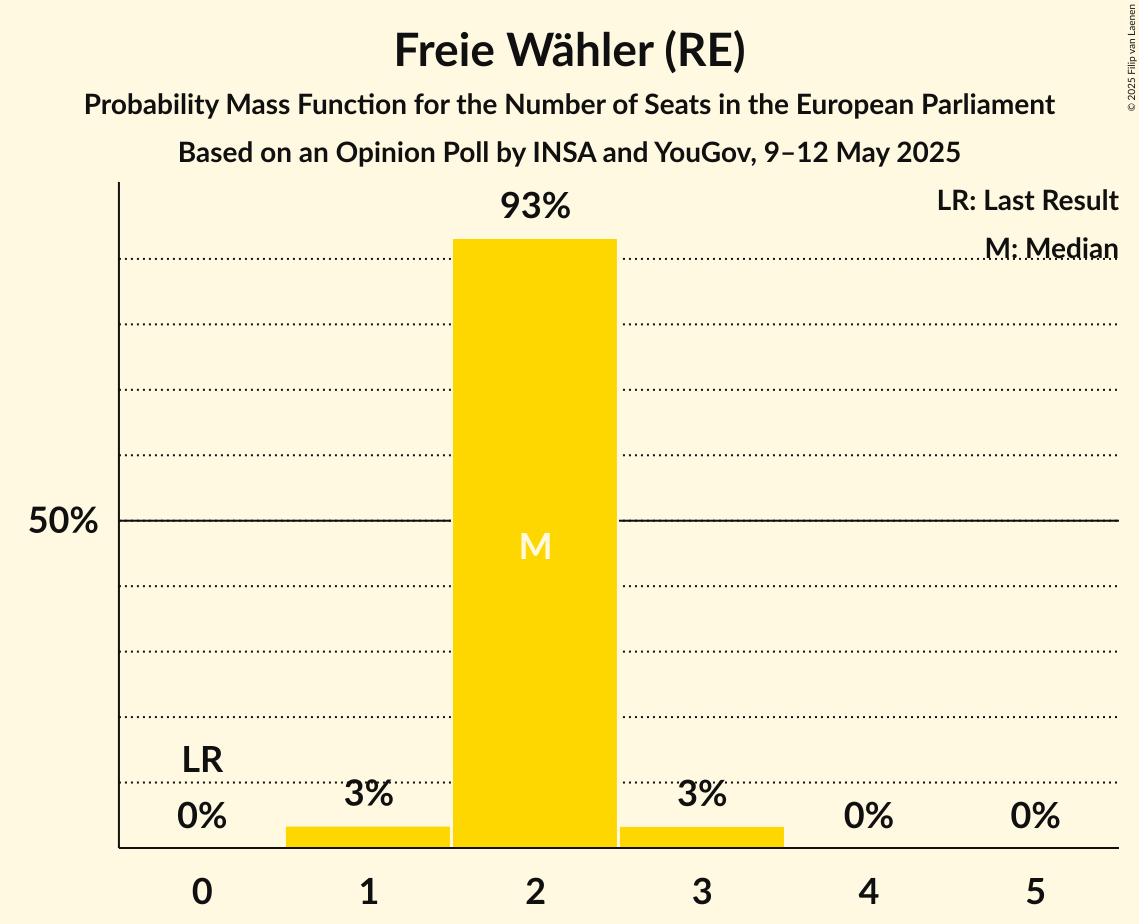 Freie Wähler (RE)
Probability Mass Function for the Number of Seats in the European Parliament
Based on an Opinion Poll by INSA and YouGov, 9–12 May 2025
© 2025 Filip van Laenen
LR: Last Result
M: Median
93%
50%
M
LR
0%
3%
3%
0%
0%
0 1 2 3 4 5